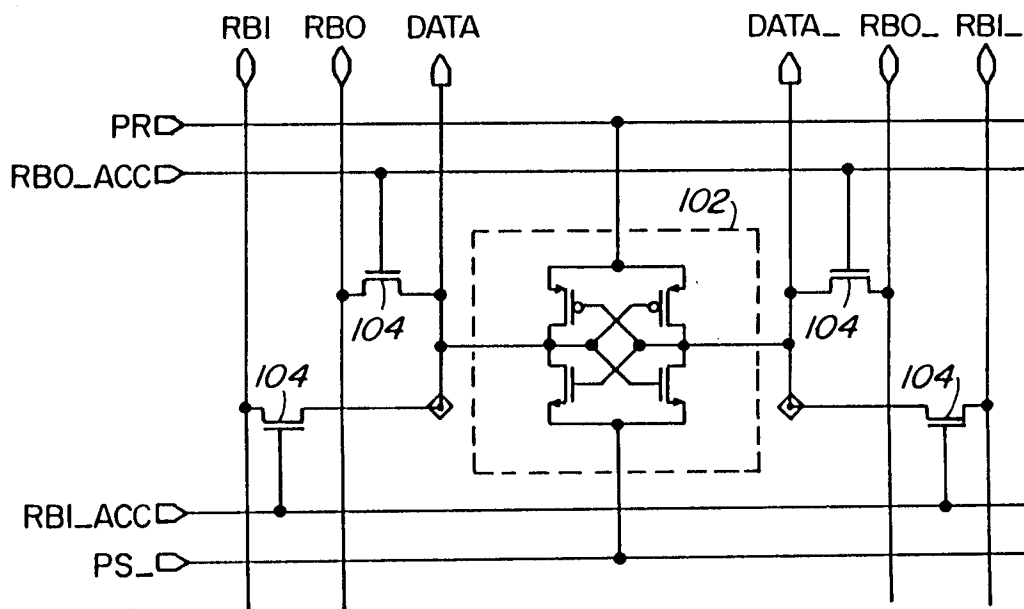 RBI RBO DATA DATA_ RBO_ RBI_
PR
RBO_ACC
102
104 104
104 104
RBI_ACC
PS_